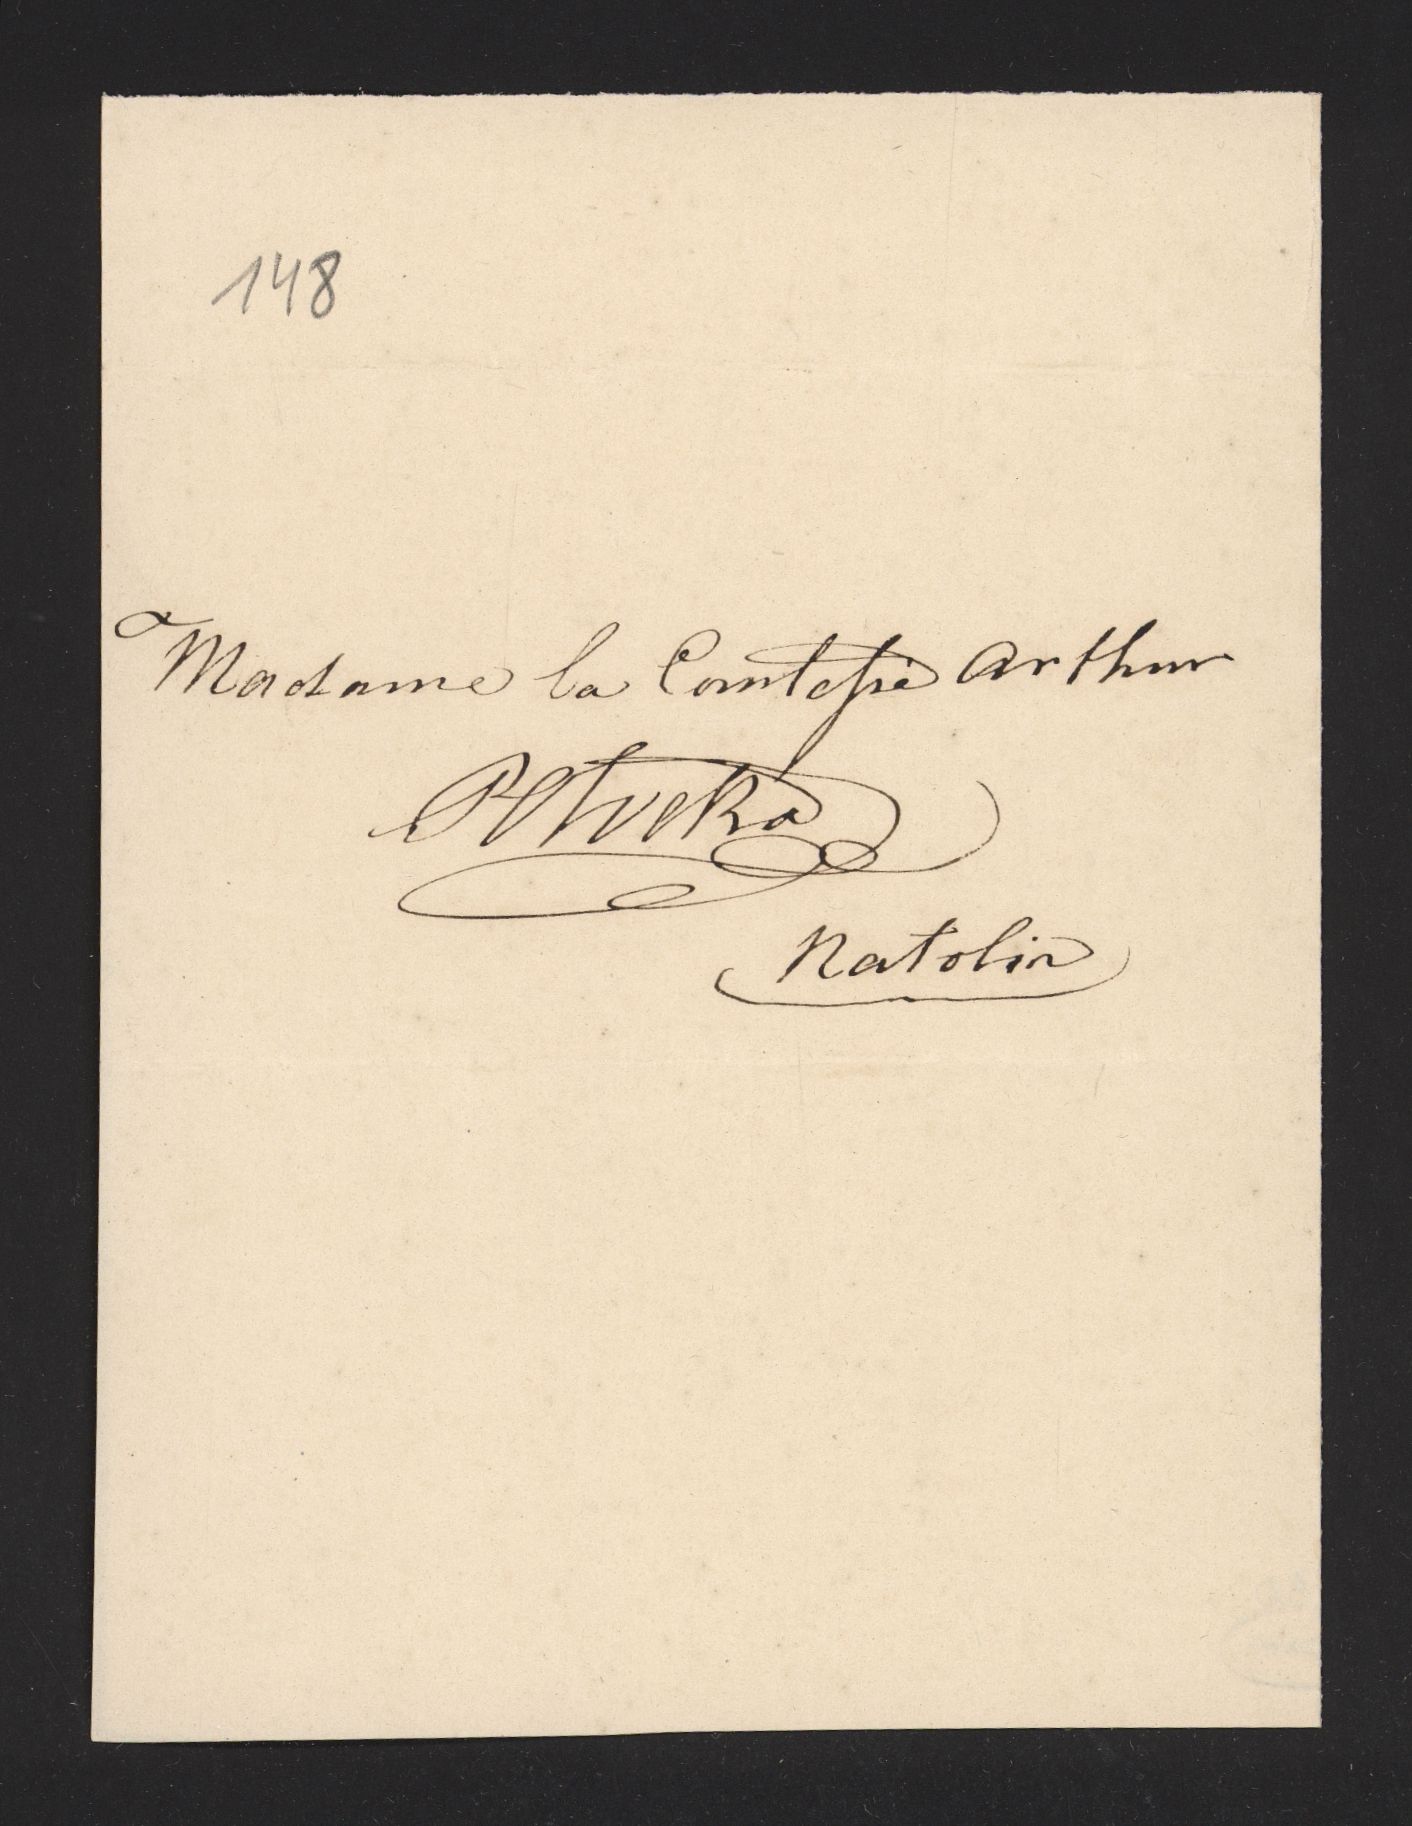 148
Madame la Comtesse Arthur
Potocka
Natolin